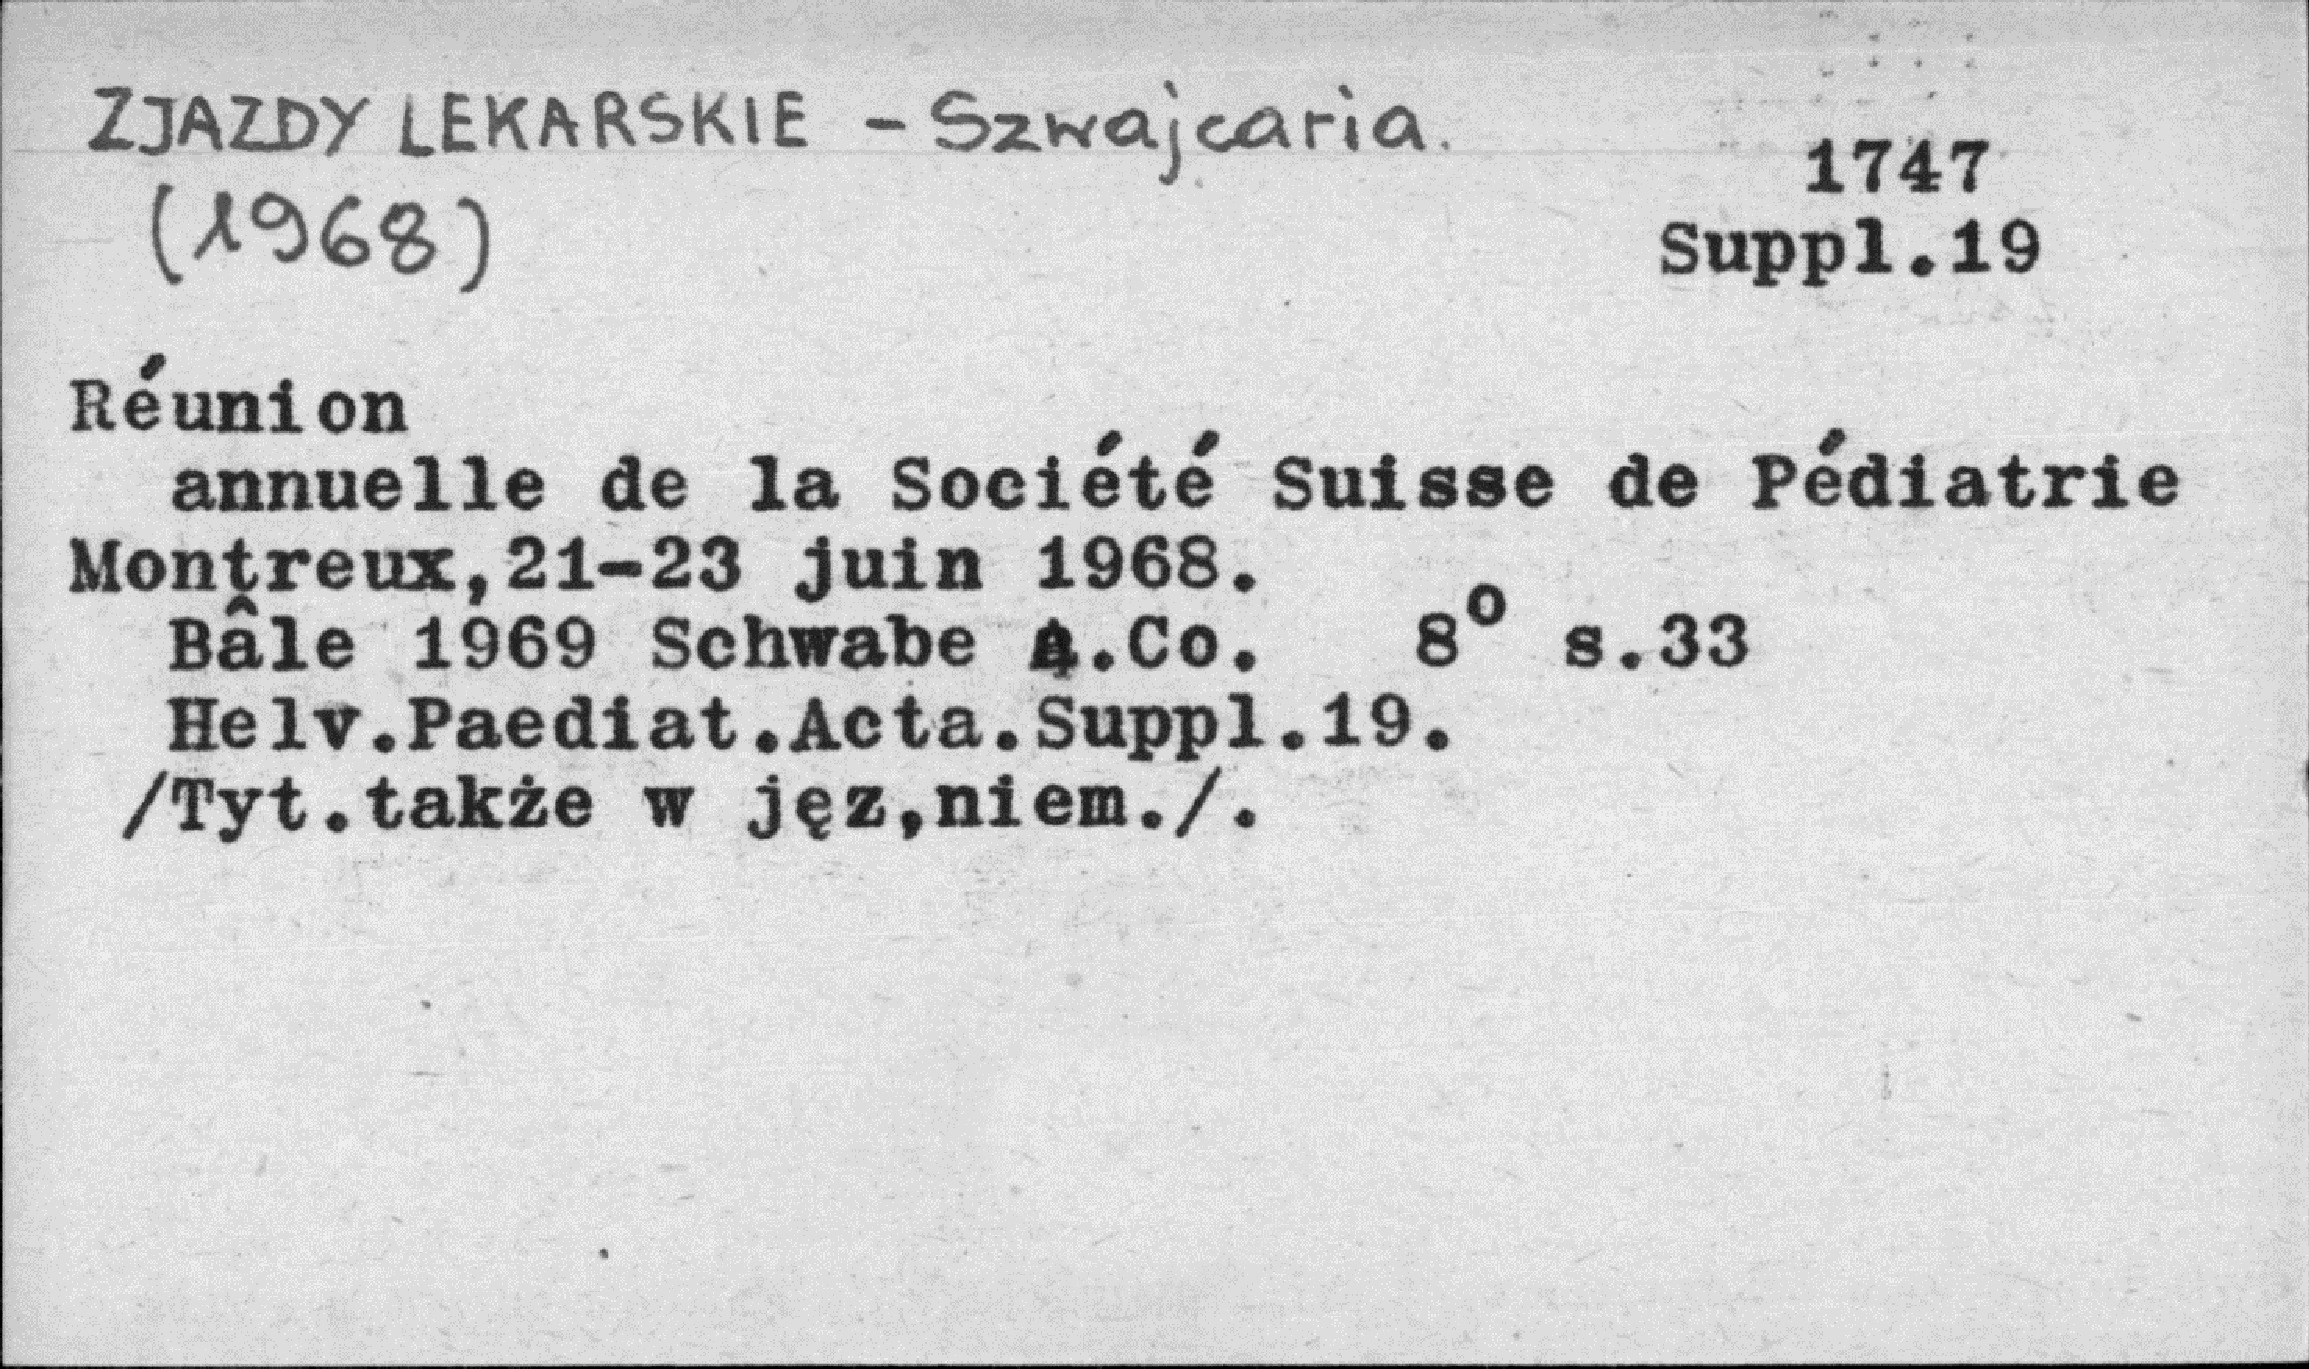 ZJAZDY LEKARSKIE - Szwajcaria.
(1968)
1747
Suppl.19
Réunion
annuelle de la Société Suisse de Pédiatrie
Montreux,21-23 juin 1968.
Bâle 1969 Schwabe A.Co. 8° s.33
Helv.Paediat.Acta.Suppl.19.
/Tyt.także w jęz,niem./.